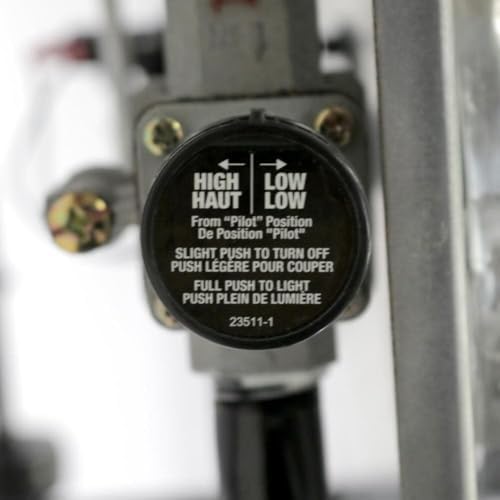 ← | →
HIGH | LOW
HAUT | LOW
From "Pilot" Position
De Position "Pilot"
SLIGHT PUSH TO TURN OFF
PUSH LÉGÈRE POUR COUPER
FULL PUSH TO LIGHT
PUSH PLEIN DE LUMIÈRE
23511-1